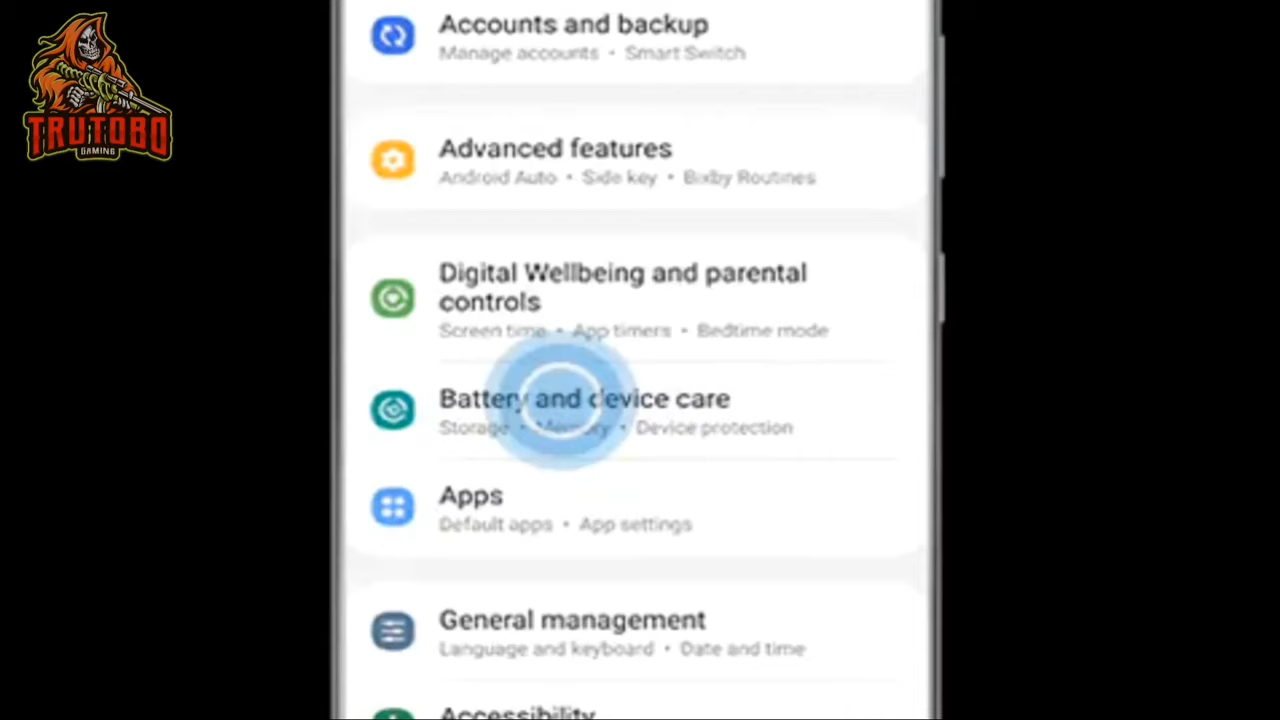 TRUTOBO
GAMING
Accounts and backup
Manage accounts • Smart Switch
Advanced features
Android Auto • Side key • Bixby Routines
Digital Wellbeing and parental
controls
Screen time • App timers • Bedtime mode
Battery and device care
Storage • Memory • Device protection
Apps
Default apps • App settings
General management
Language and keyboard • Date and time
Accessibility